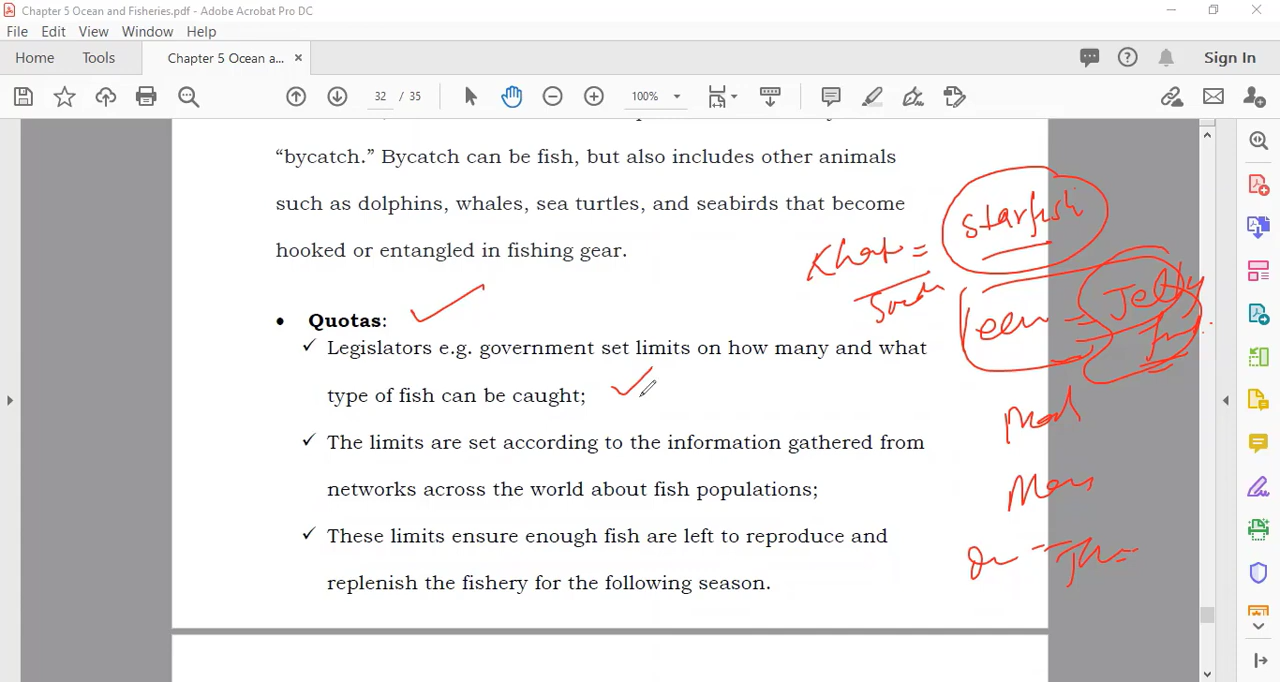 Chapter 5 Ocean and Fisheries.pdf - Adobe Acrobat Pro DC
File Edit View Window Help
Home Tools Chapter 5 Ocean a... × Sign In
32 / 35 100%
“bycatch.” Bycatch can be fish, but also includes other animals
such as dolphins, whales, sea turtles, and seabirds that become
hooked or entangled in fishing gear.
starfish
Jelly
• Quotas:
✓ Legislators e.g. government set limits on how many and what
type of fish can be caught;
✓ The limits are set according to the information gathered from
networks across the world about fish populations;
✓ These limits ensure enough fish are left to reproduce and
replenish the fishery for the following season.